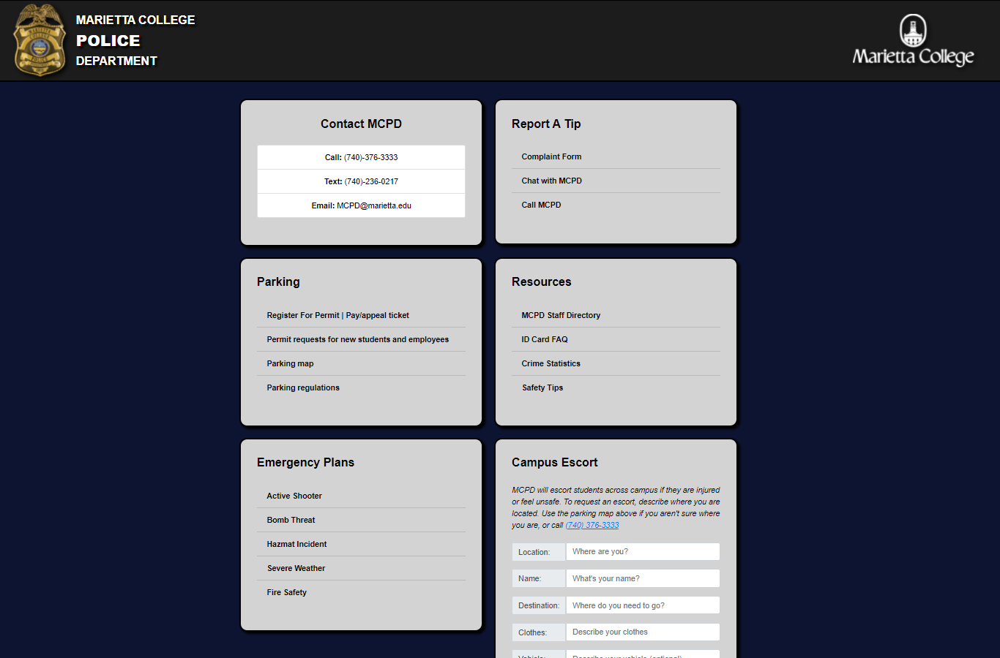 MARIETTA COLLEGE
POLICE
DEPARTMENT
Marietta College
Contact MCPD
Call: (740)-376-3333
Text: (740)-236-0217
Email: MCPD@marietta.edu
Report A Tip
Complaint Form
Chat with MCPD
Call MCPD
Parking
Register For Permit | Pay/appeal ticket
Permit requests for new students and employees
Parking map
Parking regulations
Resources
MCPD Staff Directory
ID Card FAQ
Crime Statistics
Safety Tips
Emergency Plans
Active Shooter
Bomb Threat
Hazmat Incident
Severe Weather
Fire Safety
Campus Escort
MCPD will escort students across campus if they are injured
or feel unsafe. To request an escort, describe where you are
located. Use the parking map above if you aren't sure where
you are, or call (740) 376-3333
Location: Where are you?
Name: What's your name?
Destination: Where do you need to go?
Clothes: Describe your clothes
Vehicle: Describe your vehicle (optional)